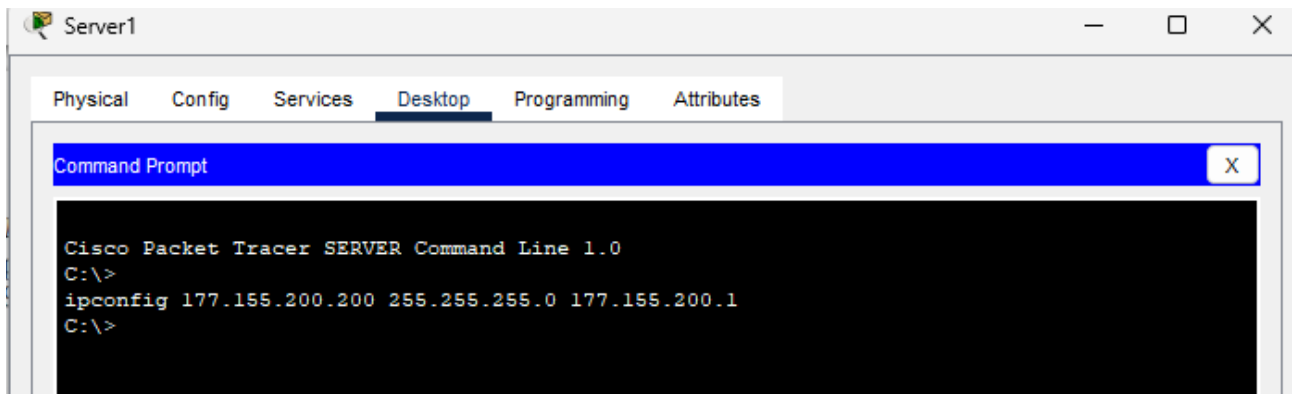 Server1
Physical Config Services Desktop Programming Attributes
Command Prompt
X
Cisco Packet Tracer SERVER Command Line 1.0
C:\>
ipconfig 177.155.200.200 255.255.255.0 177.155.200.1
C:\>